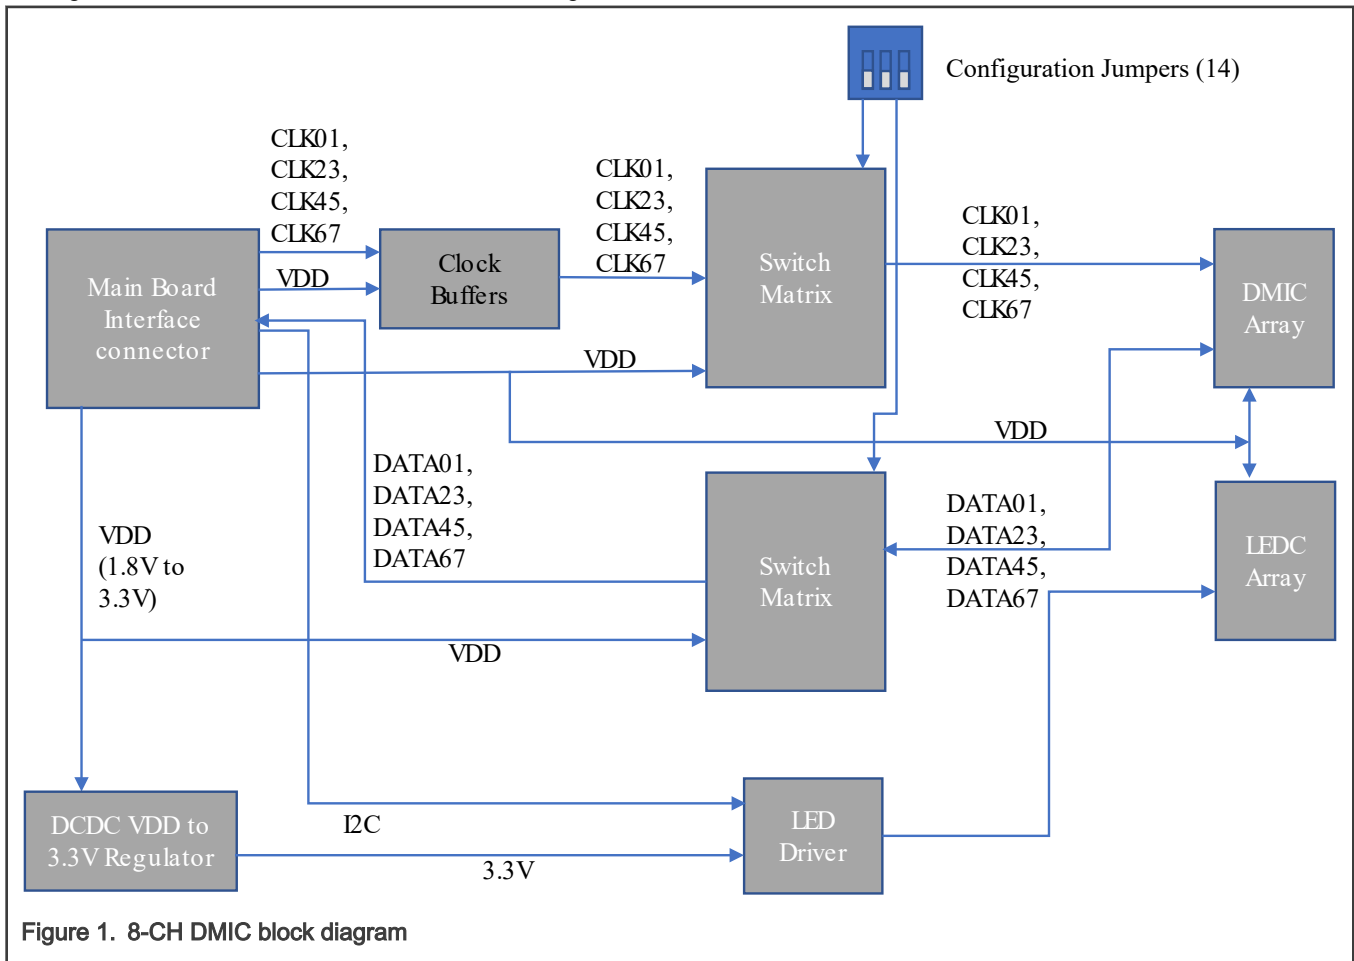 Configuration Jumpers (14)
CLK01,
CLK23,
CLK45,
CLK67
VDD
Main Board
Interface
connector
Clock
Buffers
CLK01,
CLK23,
CLK45,
CLK67
VDD
Switch
Matrix
CLK01,
CLK23,
CLK45,
CLK67
DMIC
Array
VDD
DATA01,
DATA23,
DATA45,
DATA67
VDD
(1.8V to
3.3V)
VDD
Switch
Matrix
DATA01,
DATA23,
DATA45,
DATA67
LEDC
Array
DCDC VDD to
3.3V Regulator
I2C
3.3V
LED
Driver
Figure 1. 8-CH DMIC block diagram